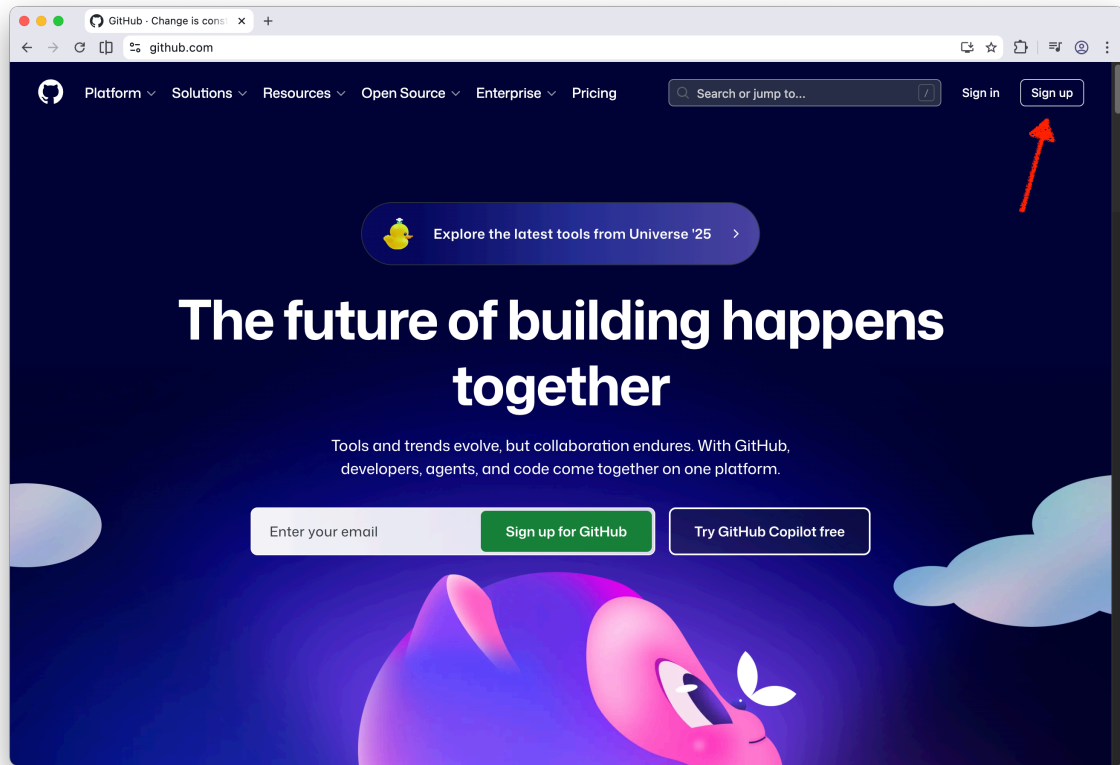 GitHub · Change is cons
github.com
Platform Solutions Resources Open Source Enterprise Pricing Search or jump to... / Sign in Sign up
Explore the latest tools from Universe '25
The future of building happens
together
Tools and trends evolve, but collaboration endures. With GitHub,
developers, agents, and code come together on one platform.
Enter your email Sign up for GitHub Try GitHub Copilot free